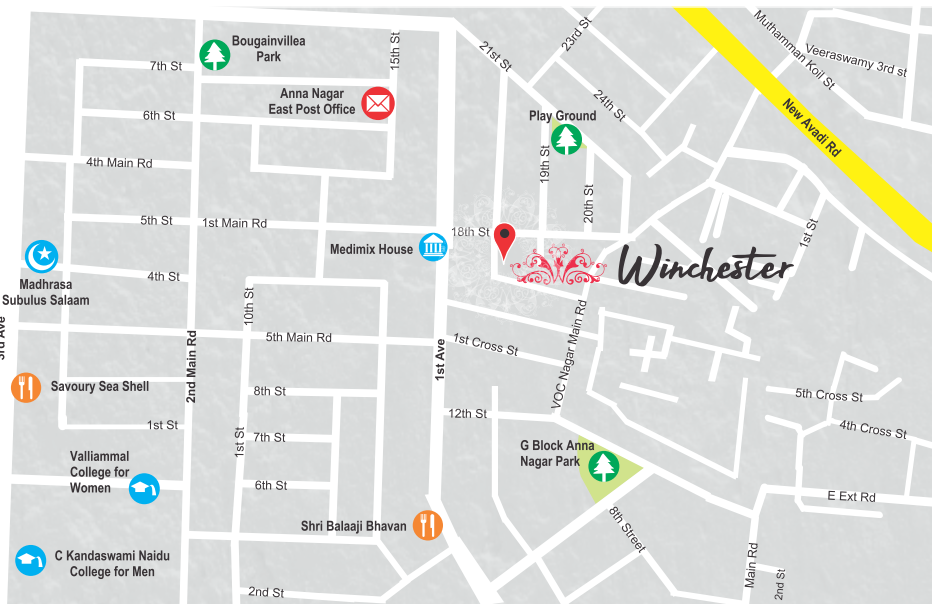 Bougainvillea
Park
15th St
21st St
23rd St
Muthamman Koil St
Veeraswamy 3rd st
7th St
Anna Nagar
East Post Office
24th St
New Avadi Rd
6th St
Play Ground
4th Main Rd
19th St
20th St
5th St
1st Main Rd
18th St
1st St
Medimix House
Winchester
Madhrasa
Subulus Salaam
4th St
10th St
3rd Ave
2nd Main Rd
5th Main Rd
1st Ave
1st Cross St
VOC Nagar Main Rd
Savoury Sea Shell
8th St
5th Cross St
12th St
4th Cross St
1st St
1st St
7th St
G Block Anna
Nagar Park
Valliammal
College for
Women
6th St
E Ext Rd
Shri Balaaji Bhavan
8th Street
C Kandaswami Naidu
College for Men
Main Rd
2nd St
2nd St